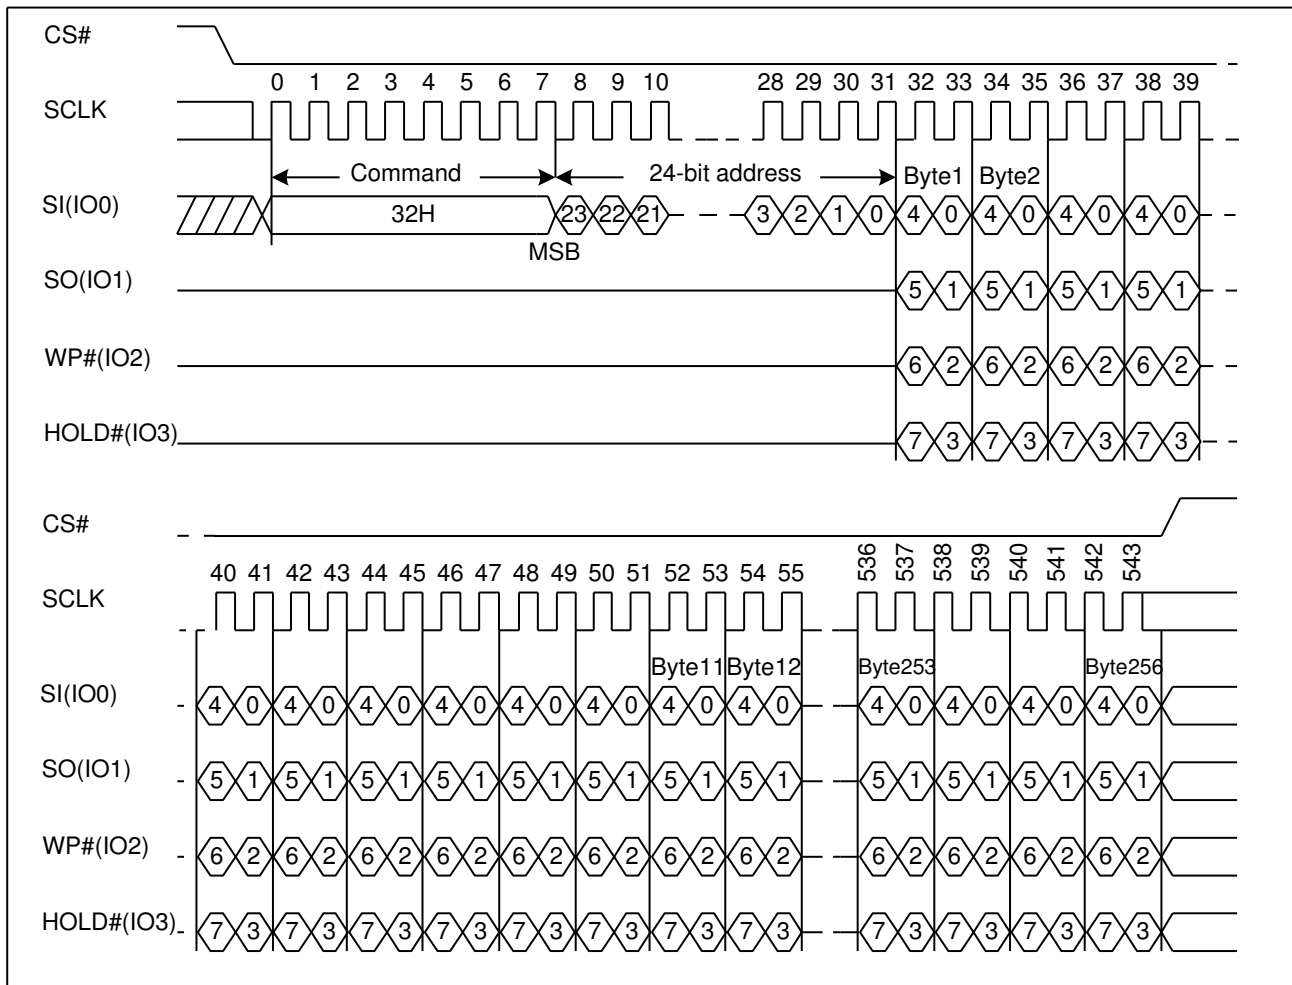 CS#
0 1 2 3 4 5 6 7 8 9 10 28 29 30 31 32 33 34 35 36 37 38 39
SCLK
Command 24-bit address Byte1 Byte2
SI(IO0) 32H 23 22 21 3 2 1 0 4 0 4 0 4 0 4 0
MSB
SO(IO1) 5 1 5 1 5 1 5 1
WP#(IO2) 6 2 6 2 6 2 6 2
HOLD#(IO3) 7 3 7 3 7 3 7 3
CS#
40 41 42 43 44 45 46 47 48 49 50 51 52 53 54 55 536 537 538 539 540 541 542 543
SCLK
Byte11 Byte12 Byte253 Byte256
SI(IO0) 4 0 4 0 4 0 4 0 4 0 4 0 4 0 4 0 4 0 4 0 4 0 4 0
SO(IO1) 5 1 5 1 5 1 5 1 5 1 5 1 5 1 5 1 5 1 5 1 5 1 5 1
WP#(IO2) 6 2 6 2 6 2 6 2 6 2 6 2 6 2 6 2 6 2 6 2 6 2 6 2
HOLD#(IO3) 7 3 7 3 7 3 7 3 7 3 7 3 7 3 7 3 7 3 7 3 7 3 7 3